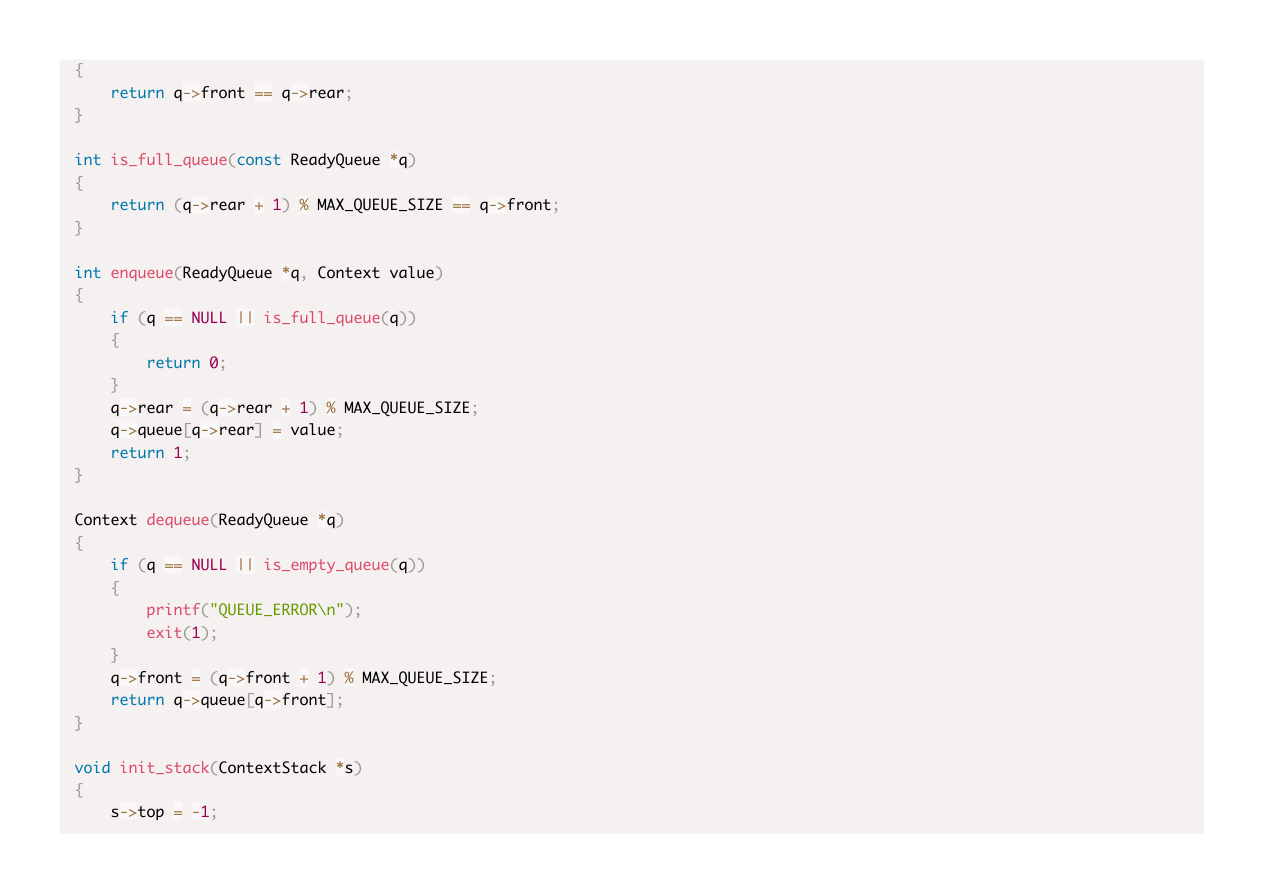 {
    return q->front == q->rear;
}

int is_full_queue(const ReadyQueue *q)
{
    return (q->rear + 1) % MAX_QUEUE_SIZE == q->front;
}

int enqueue(ReadyQueue *q, Context value)
{
    if (q == NULL || is_full_queue(q))
    {
        return 0;
    }
    q->rear = (q->rear + 1) % MAX_QUEUE_SIZE;
    q->queue[q->rear] = value;
    return 1;
}

Context dequeue(ReadyQueue *q)
{
    if (q == NULL || is_empty_queue(q))
    {
        printf("QUEUE_ERROR\n");
        exit(1);
    }
    q->front = (q->front + 1) % MAX_QUEUE_SIZE;
    return q->queue[q->front];
}

void init_stack(ContextStack *s)
{
    s->top = -1;